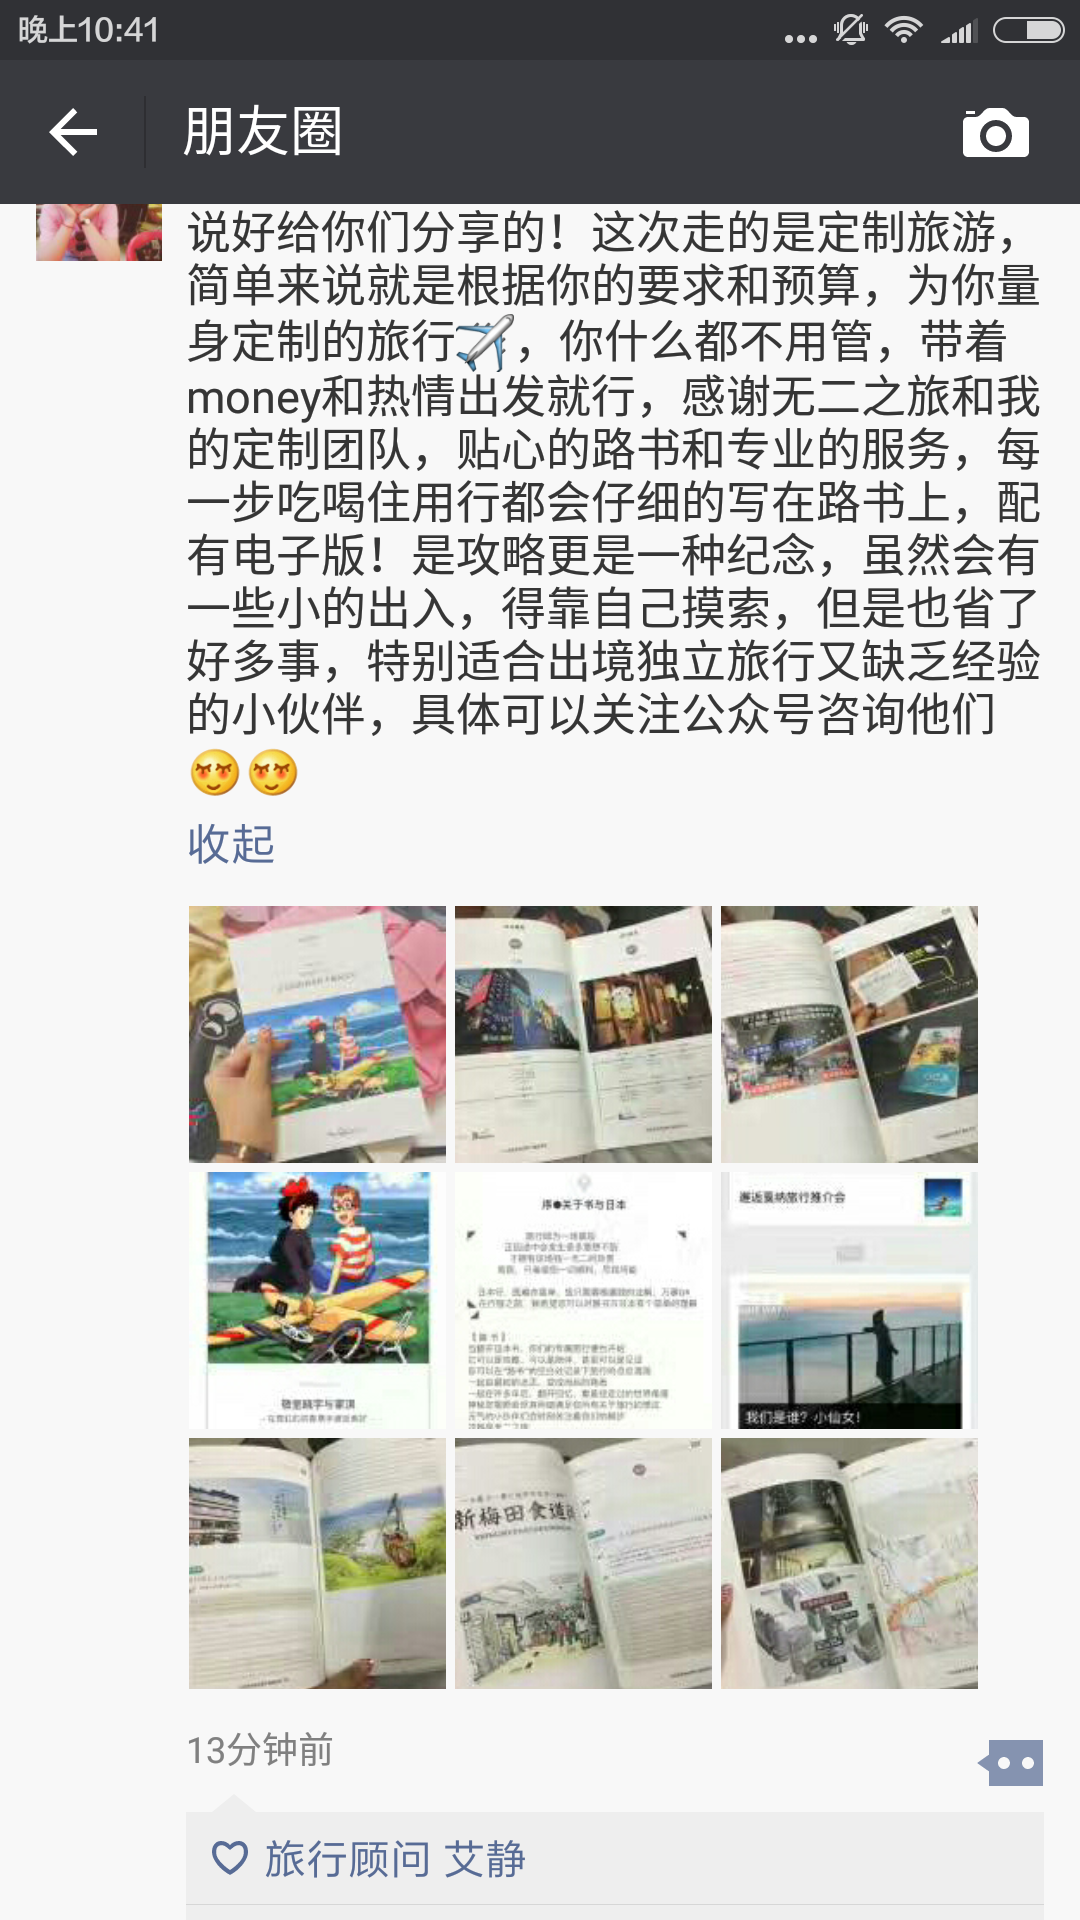 晚上10:41
朋友圈
说好给你们分享的！这次走的是定制旅游，
简单来说就是根据你的要求和预算，为你量
身定制的旅行✈，你什么都不用管，带着
money和热情出发就行，感谢无二之旅和我
的定制团队，贴心的路书和专业的服务，每
一步吃喝住用行都会仔细的写在路书上，配
有电子版！是攻略更是一种纪念，虽然会有
一些小的出入，得靠自己摸索，但是也省了
好多事，特别适合出境独立旅行又缺乏经验
的小伙伴，具体可以关注公众号咨询他们
收起
序●关于书与日本
邂逅戛纳旅行推介会
我们是谁？小仙女！
新梅田食道街
13分钟前
旅行顾问 艾静